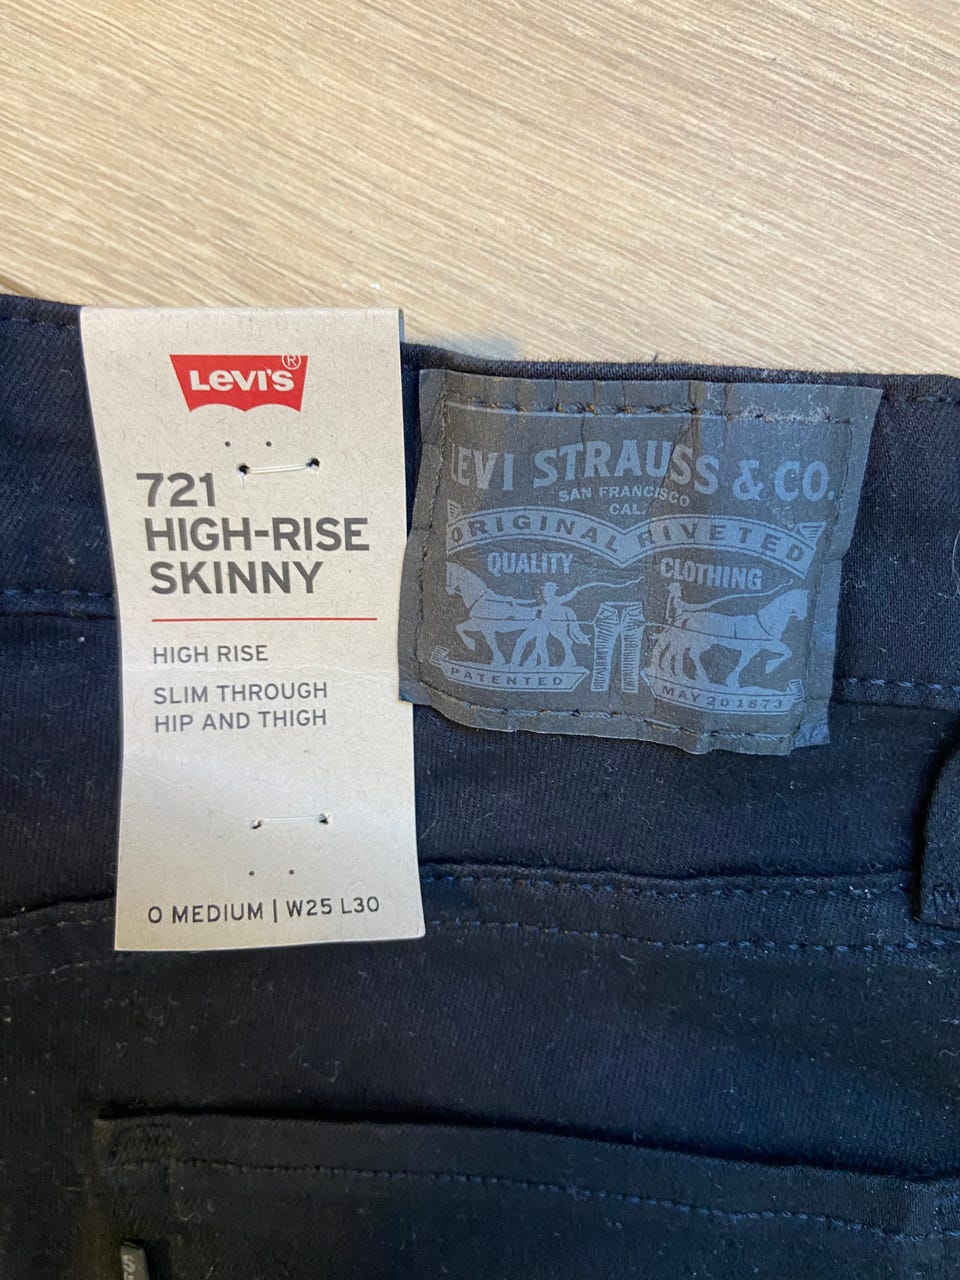 Levi's®
721
HIGH-RISE
SKINNY
HIGH RISE
SLIM THROUGH
HIP AND THIGH
0 MEDIUM | W25 L30
LEVI STRAUSS & CO.
SAN FRANCISCO
CAL.
ORIGINAL RIVETED
QUALITY CLOTHING
PATENTED
MAY 20 1873